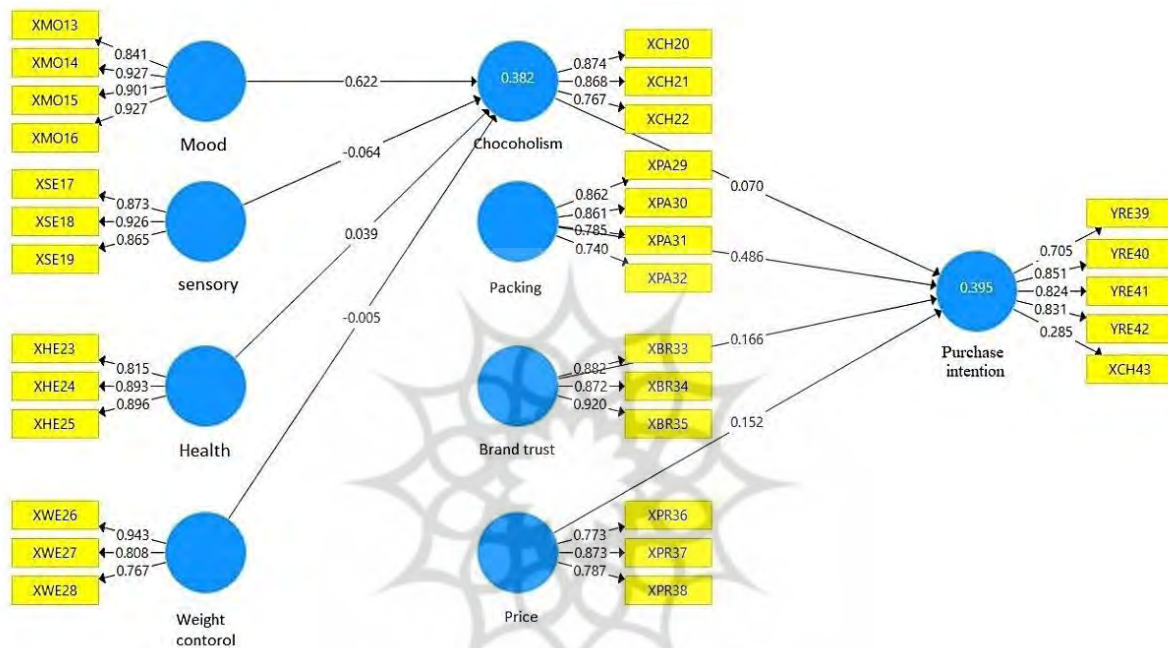 XMO13
XMO14
XMO15
XMO16
0.841
0.927
0.901
0.927
Mood
0.622
XSE17
XSE18
XSE19
0.873
0.926
0.865
sensory
-0.064
XHE23
XHE24
XHE25
0.815
0.893
0.896
Health
0.039
XWE26
XWE27
XWE28
0.943
0.808
0.767
Weight
contorol
-0.005
0.382
Chocoholism
0.874
0.868
0.767
XCH20
XCH21
XCH22
0.070
Packing
0.862
0.861
0.785
0.740
XPA29
XPA30
XPA31
XPA32
0.486
Brand trust
0.882
0.872
0.920
XBR33
XBR34
XBR35
0.166
Price
0.773
0.873
0.787
XPR36
XPR37
XPR38
0.152
0.395
Purchase
intention
0.705
0.851
0.824
0.831
0.285
YRE39
YRE40
YRE41
YRE42
XCH43